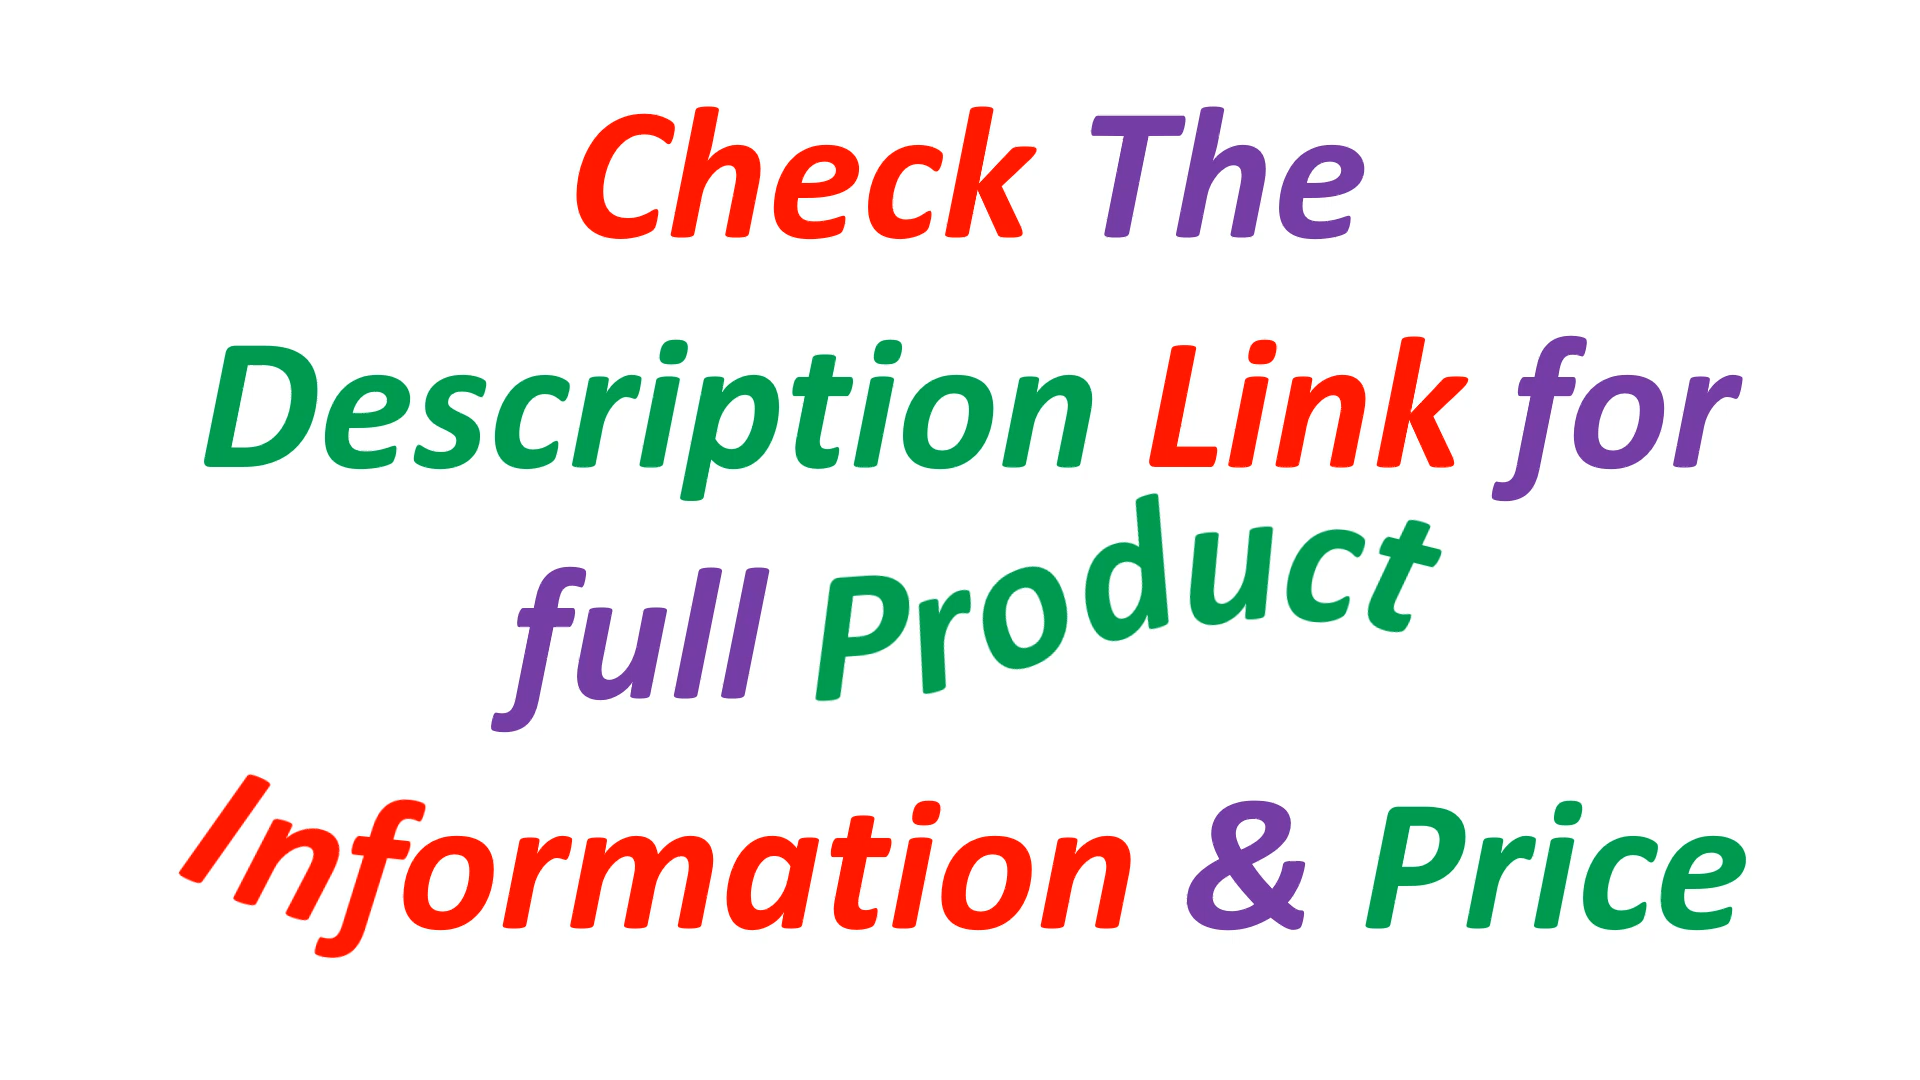 Check The
Description Link for
full Product
Information & Price